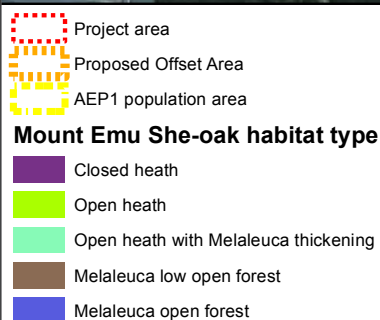 Project area
Proposed Offset Area
AEP1 population area
Mount Emu She-oak habitat type
Closed heath
Open heath
Open heath with Melaleuca thickening
Melaleuca low open forest
Melaleuca open forest